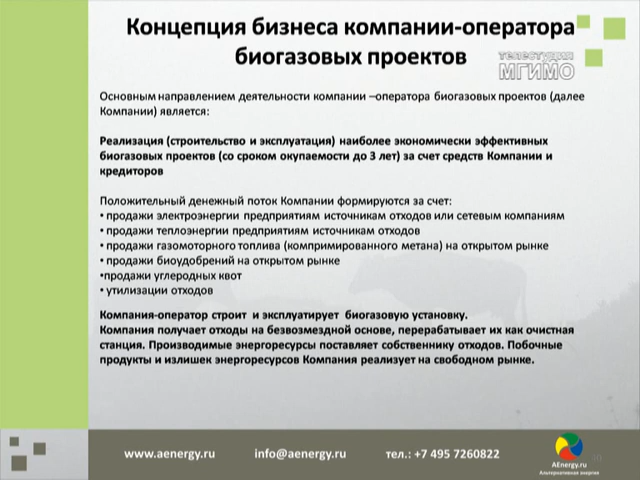 Концепция бизнеса компании-оператора
биогазовых проектов
телестудия
МГИМО
Основным направлением деятельности компании –оператора биогазовых проектов (далее
Компании) является:
Реализация (строительство и эксплуатация) наиболее экономически эффективных
биогазовых проектов (со сроком окупаемости до 3 лет) за счет средств Компании и
кредиторов
Положительный денежный поток Компании формируются за счет:
• продажи электроэнергии предприятиям источникам отходов или сетевым компаниям
• продажи теплоэнергии предприятиям источникам отходов
• продажи газомоторного топлива (компримированного метана) на открытом рынке
• продажи биоудобрений на открытом рынке
•продажи углеродных квот
• утилизации отходов
Компания-оператор строит и эксплуатирует биогазовую установку.
Компания получает отходы на безвозмездной основе, перерабатывает их как очистная
станция. Производимые энергоресурсы поставляет собственнику отходов. Побочные
продукты и излишек энергоресурсов Компания реализует на свободном рынке.
www.aenergy.ru info@aenergy.ru тел.: +7 495 7260822
AEnergy.ru
Альтернативная энергия